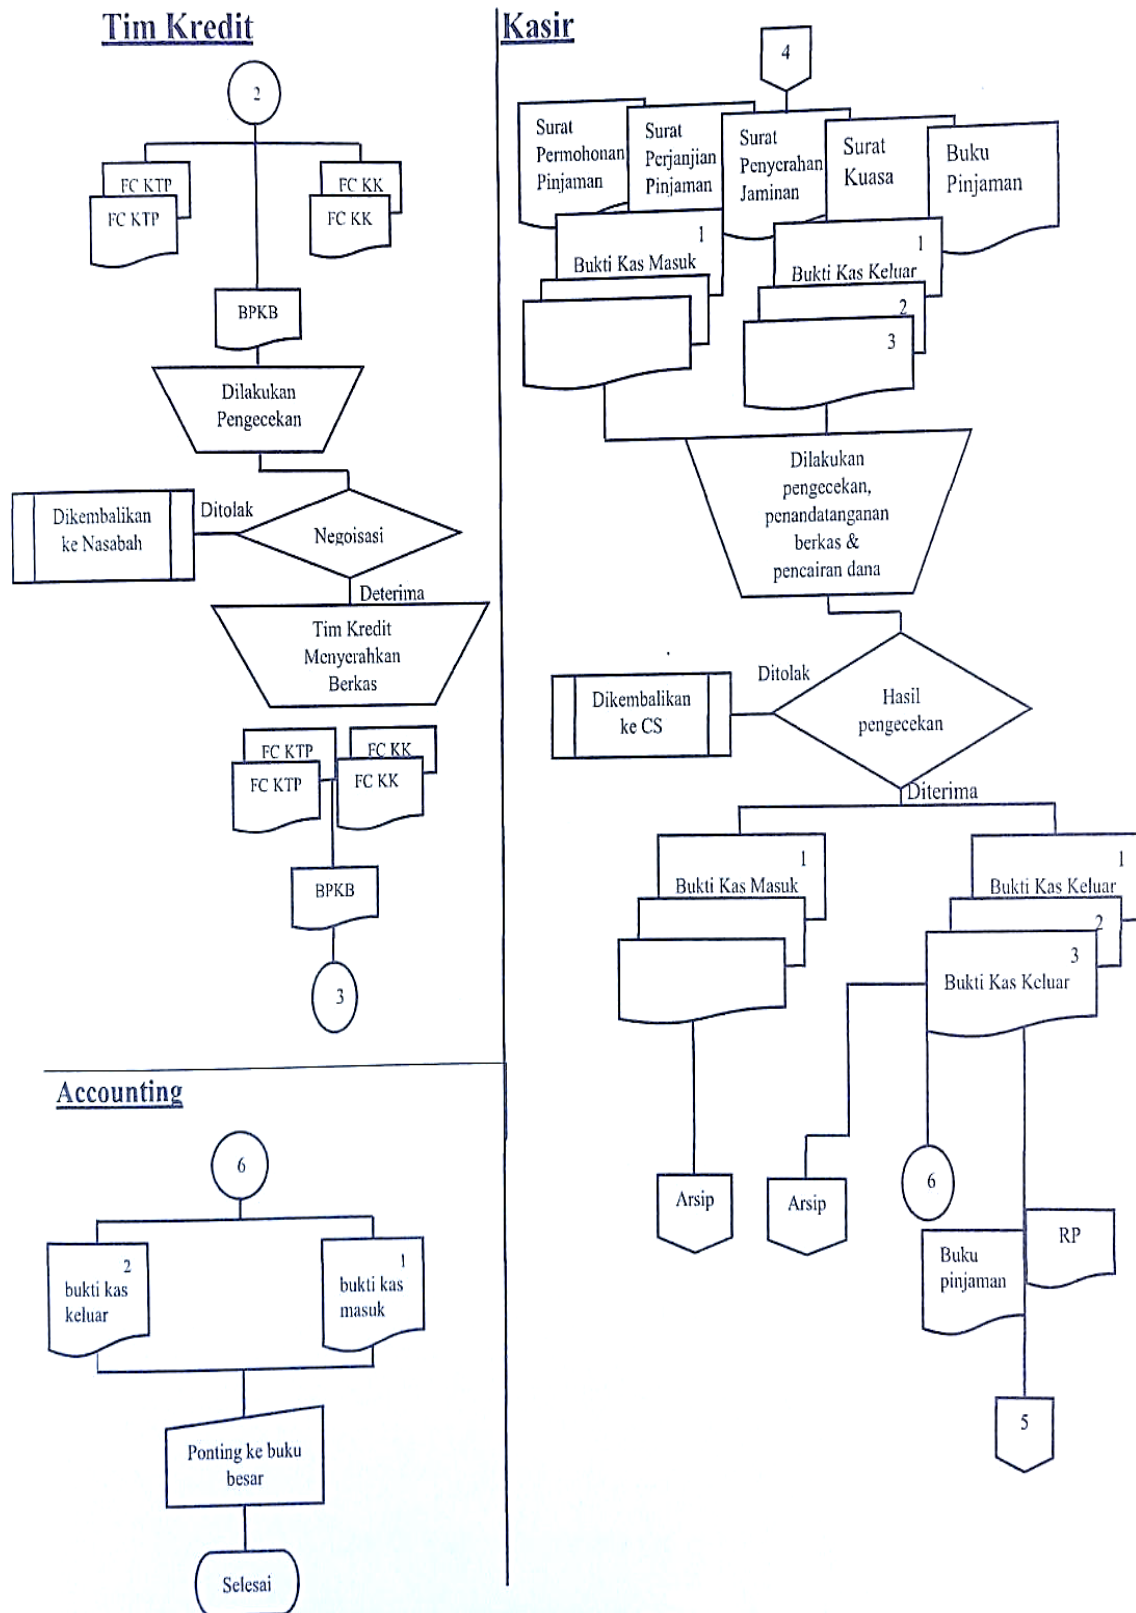 Tim Kredit
2
FC KTP
FC KTP
FC KK
FC KK
BPKB
Dilakukan
Pengecekan
Ditolak
Dikembalikan
ke Nasabah
Negoisasi
Deterima
Tim Kredit
Menyerahkan
Berkas
FC KTP
FC KTP
FC KK
FC KK
BPKB
3
Accounting
6
2
bukti kas
keluar
1
bukti kas
masuk
Ponting ke buku
besar
Selesai
Kasir
4
Surat
Permohonan
Pinjaman
Surat
Perjanjian
Pinjaman
Surat
Penyerahan
Jaminan
Surat
Kuasa
Buku
Pinjaman
1
Bukti Kas Masuk
1
Bukti Kas Keluar
2
3
Dilakukan
pengecekan,
penandatanganan
berkas &
pencairan dana
Ditolak
Dikembalikan
ke CS
Hasil
pengecekan
Diterima
1
Bukti Kas Masuk
1
Bukti Kas Keluar
2
3
Bukti Kas Keluar
Arsip
Arsip
6
Buku
pinjaman
RP
5